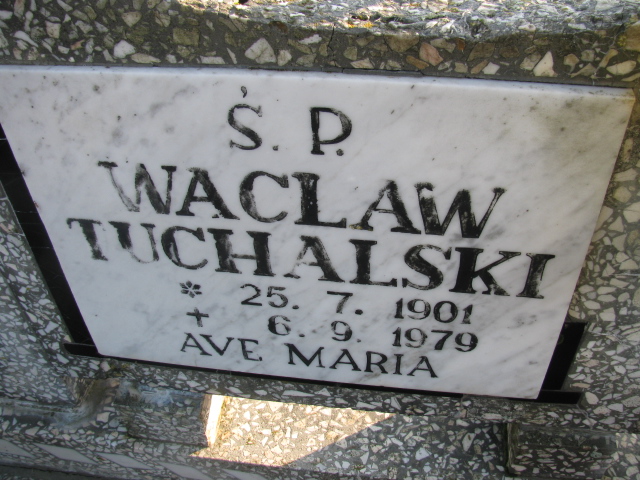 Ś. P.
WACLAW
TUCHALSKI
* 25. 7. 1901
+ 6. 9. 1979
AVE MARIA